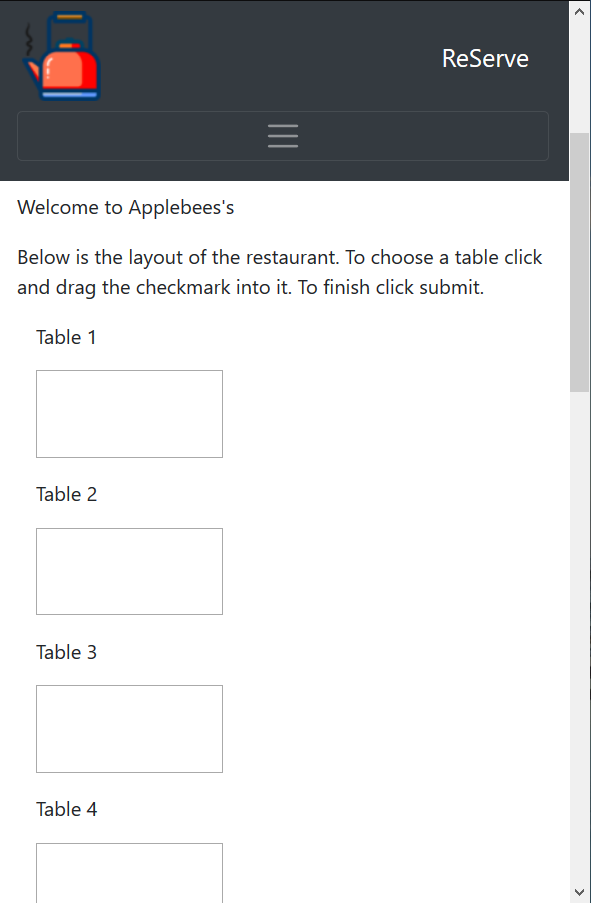 ReServe
Welcome to Applebees's
Below is the layout of the restaurant. To choose a table click
and drag the checkmark into it. To finish click submit.
Table 1
Table 2
Table 3
Table 4